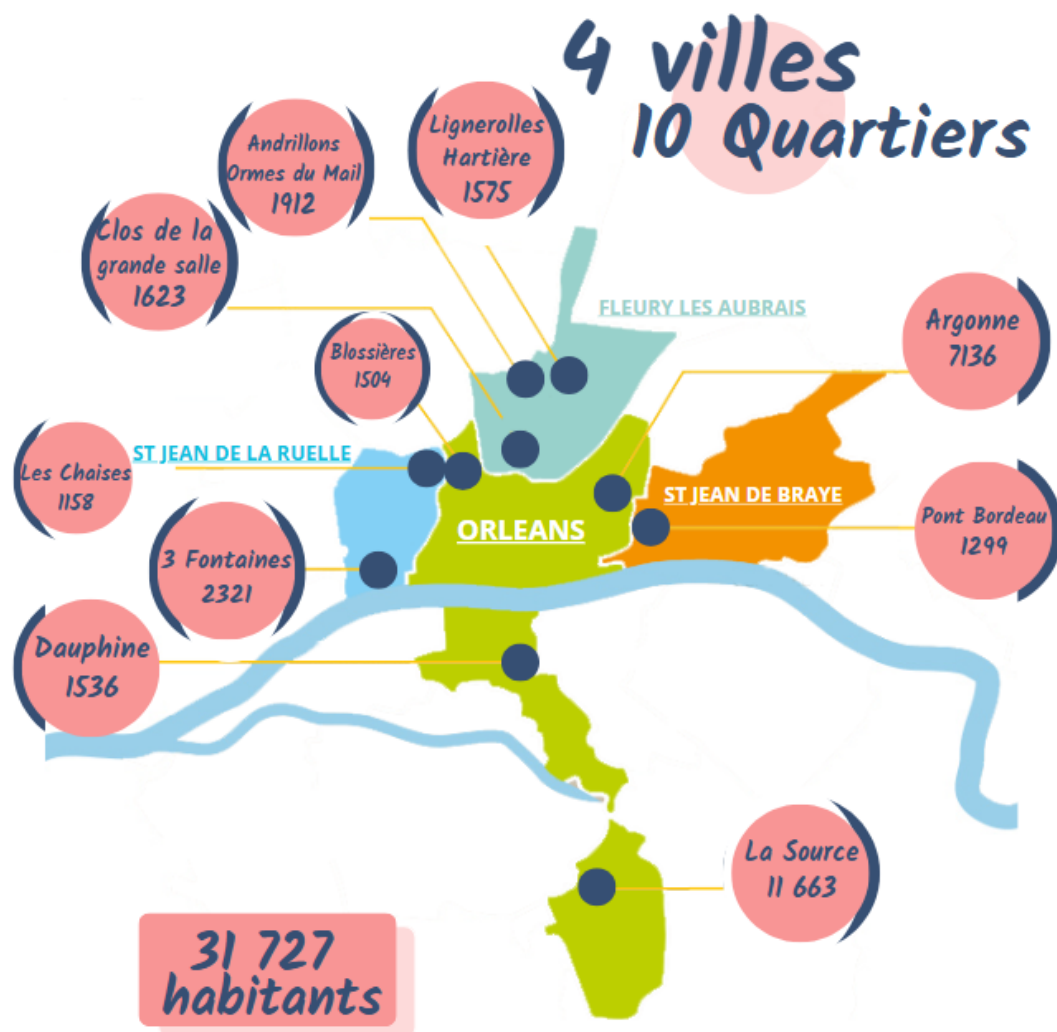 4 villes
10 Quartiers
Lignerolles
Hartière
1575
Andrillons
Ormes du Mail
1912
Clos de la
grande salle
1623
FLEURY LES AUBRAIS
Argonne
7136
Blossières
1504
ST JEAN DE LA RUELLE
Les Chaises
1158
ST JEAN DE BRAYE
ORLEANS
Pont Bordeau
1299
3 Fontaines
2321
Dauphine
1536
La Source
11 663
31 727
habitants